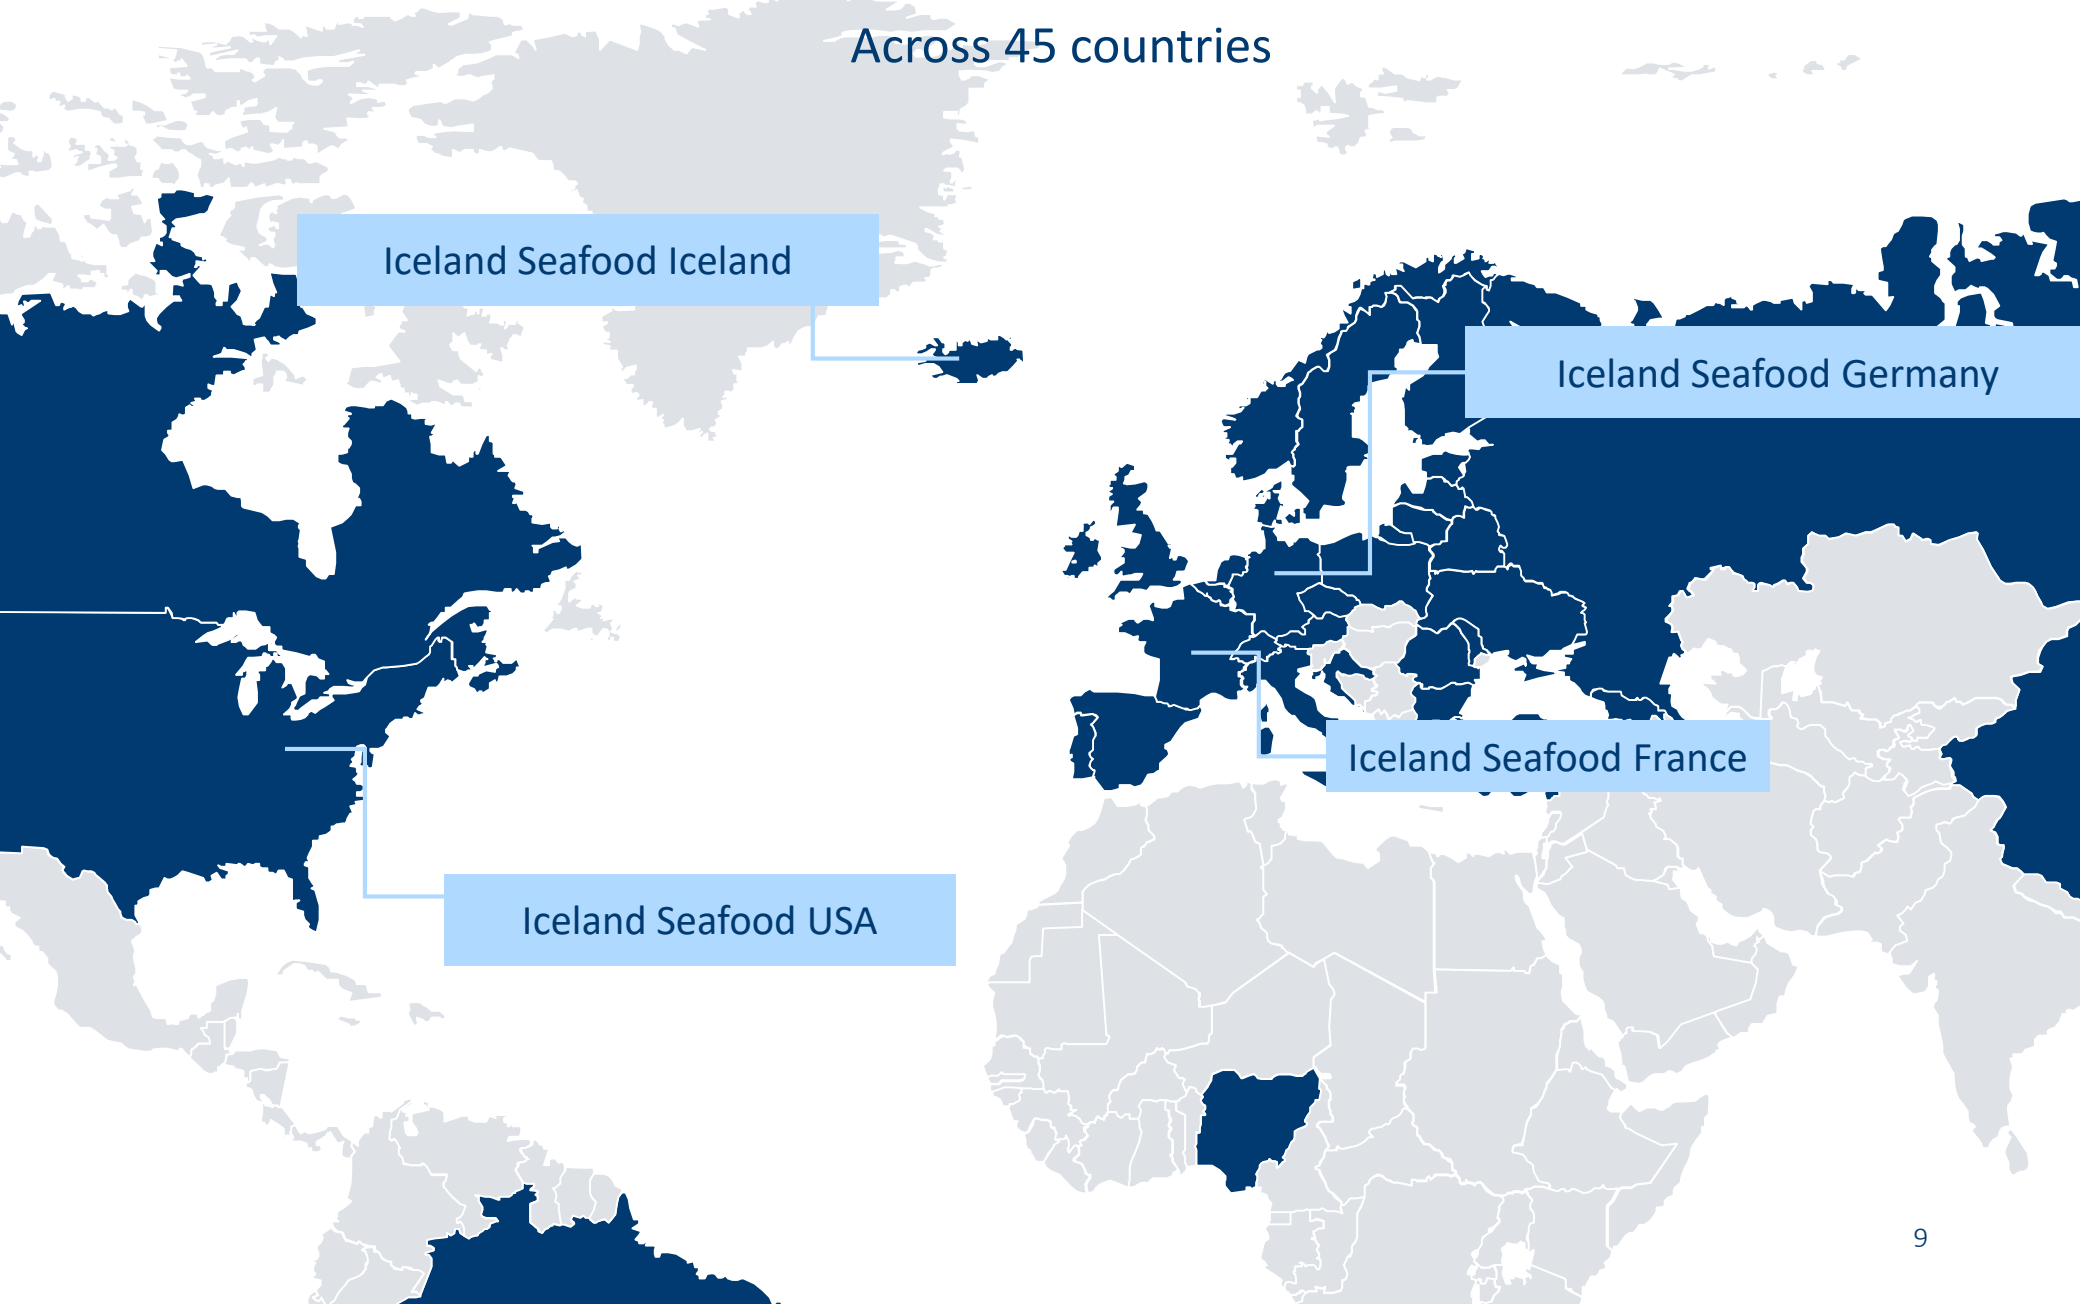 Across 45 countries
Iceland Seafood Iceland
Iceland Seafood Germany
Iceland Seafood France
Iceland Seafood USA
9